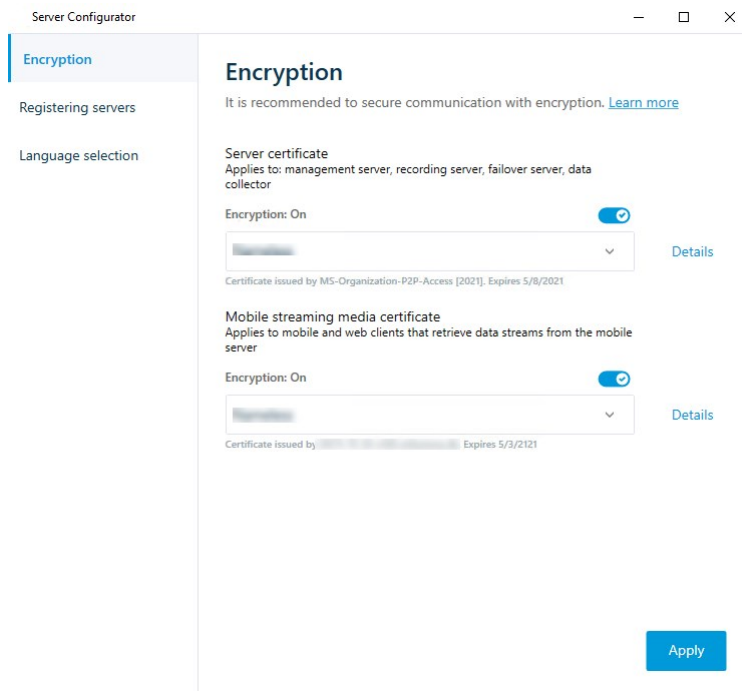 Server Configurator
Encryption
Registering servers
Language selection
Encryption
It is recommended to secure communication with encryption. Learn more
Server certificate
Applies to: management server, recording server, failover server, data
collector
Encryption: On
Details
Certificate issued by MS-Organization-P2P-Access [2021]. Expires 5/8/2021
Mobile streaming media certificate
Applies to mobile and web clients that retrieve data streams from the mobile
server
Encryption: On
Details
Certificate issued by Expires 5/3/2121
Apply